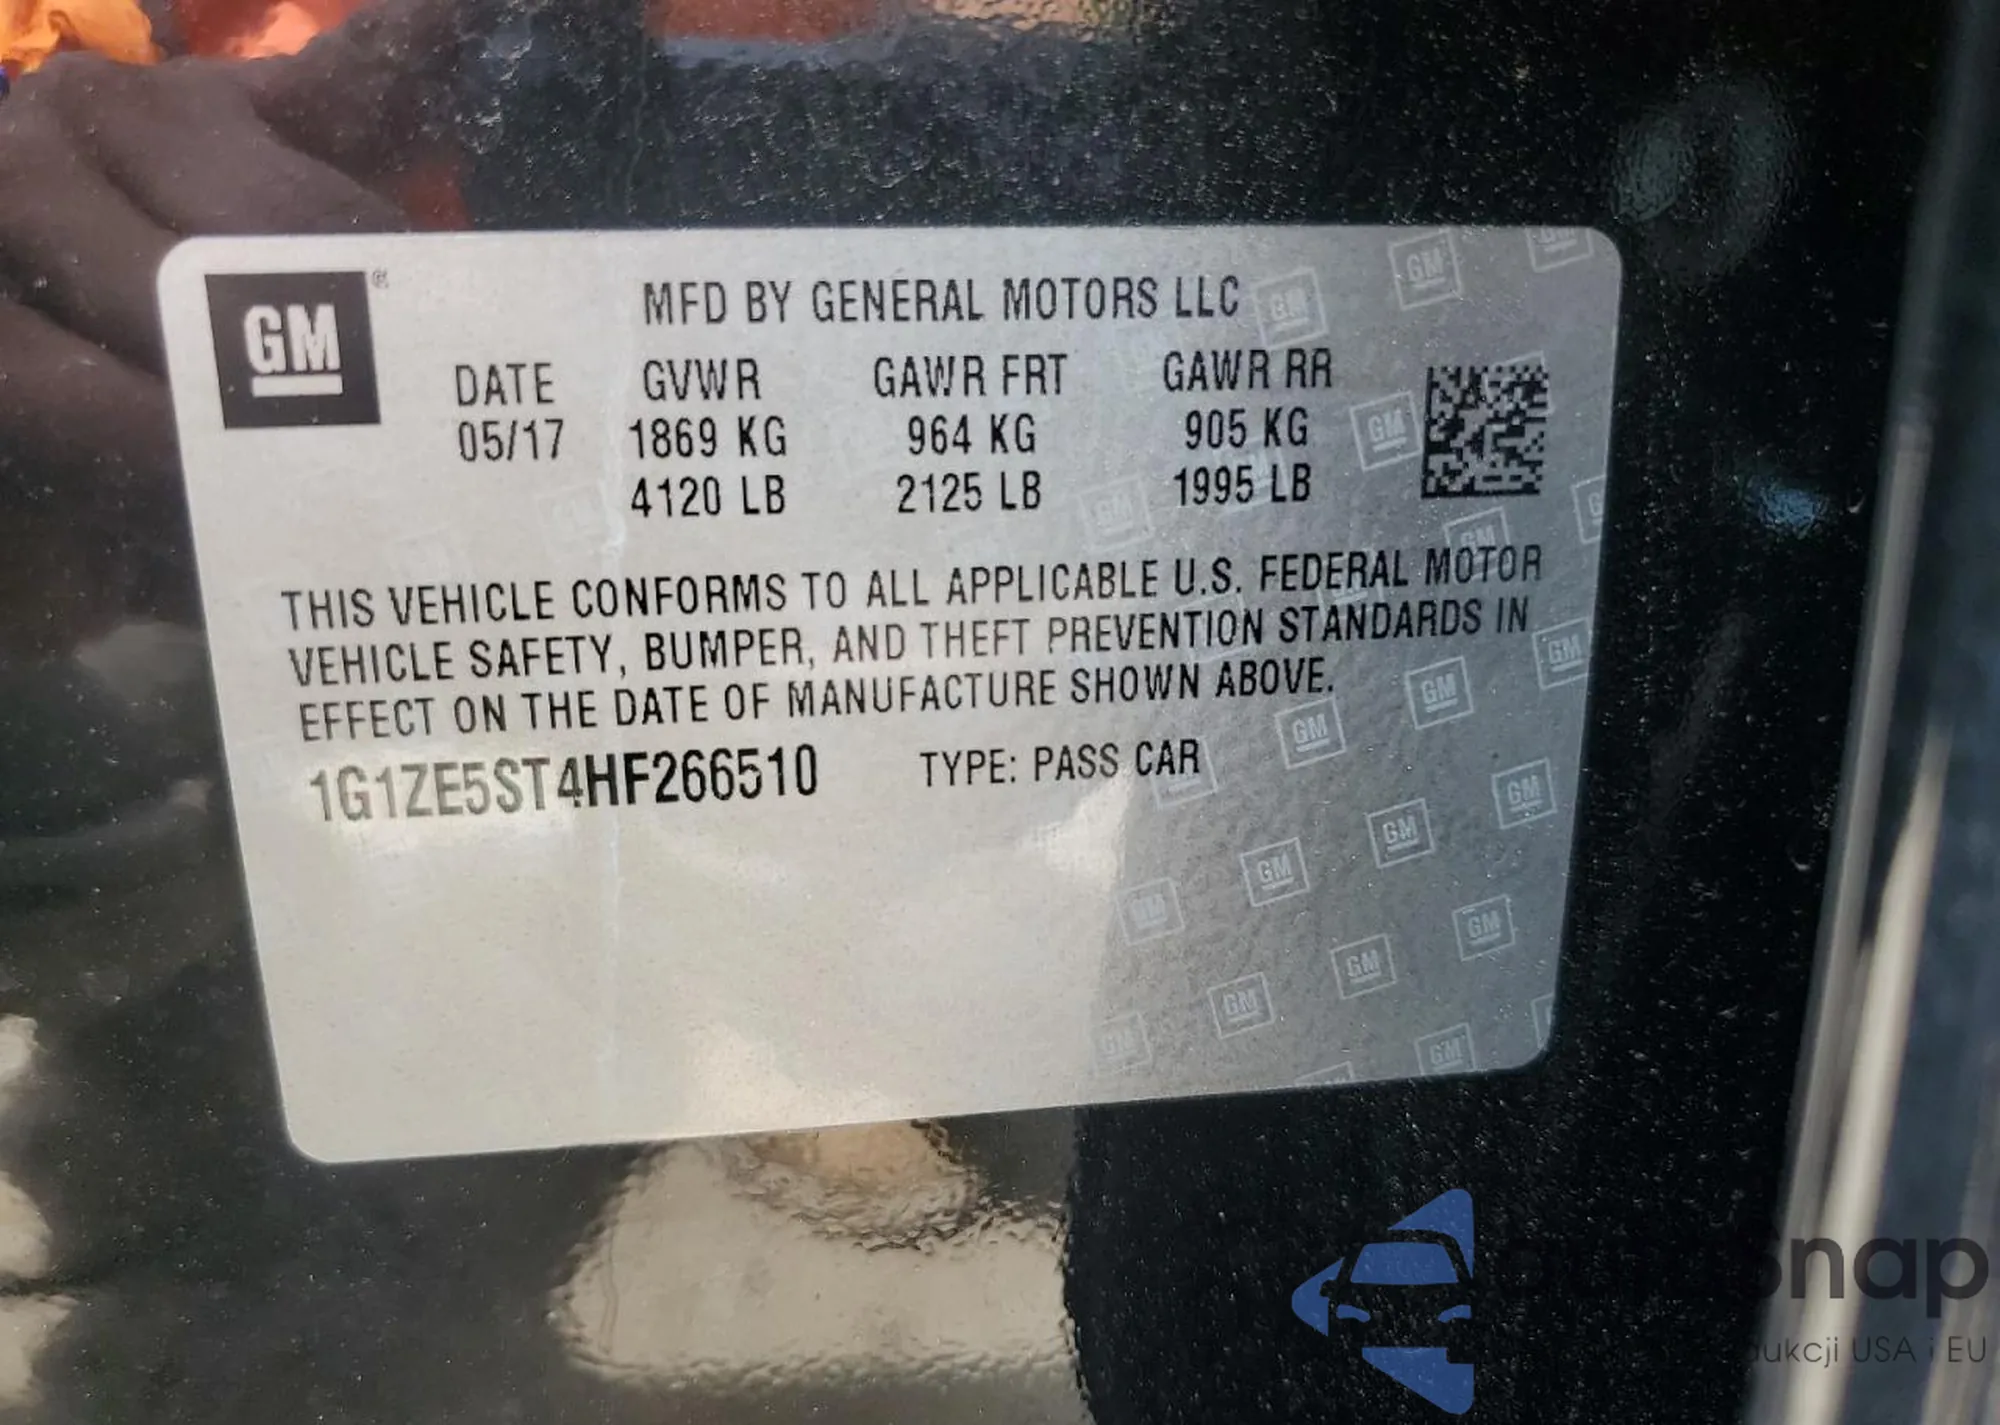 GM
MFD BY GENERAL MOTORS LLC
DATE GVWR GAWR FRT GAWR RR
05/17 1869 KG 964 KG 905 KG
4120 LB 2125 LB 1995 LB
THIS VEHICLE CONFORMS TO ALL APPLICABLE U.S. FEDERAL MOTOR
VEHICLE SAFETY, BUMPER, AND THEFT PREVENTION STANDARDS IN
EFFECT ON THE DATE OF MANUFACTURE SHOWN ABOVE.
1G1ZE5ST4HF266510 TYPE: PASS CAR
USA i EU